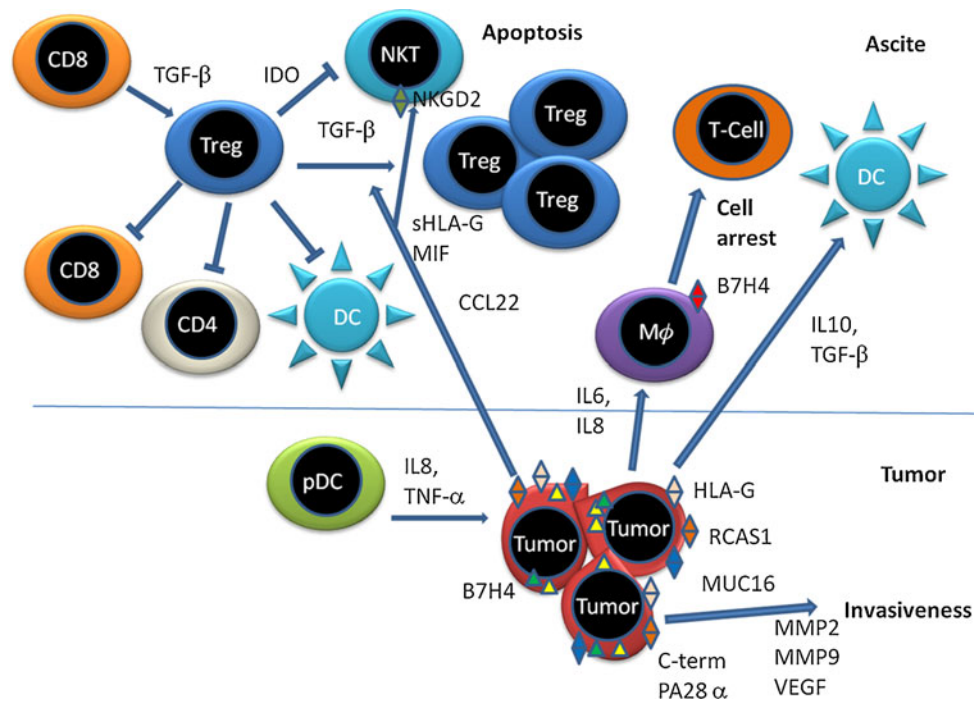 CD8
TGF-β
IDO
NKT
Apoptosis
Ascite
NKGD2
Treg
TGF-β
Treg
Treg
Treg
T-Cell
DC
sHLA-G
MIF
Cell
arrest
CD8
CD4
DC
CCL22
B7H4
Mϕ
IL10,
TGF-β
IL6,
IL8
pDC
IL8,
TNF-α
Tumor
HLA-G
Tumor
Tumor
RCAS1
B7H4
Tumor
MUC16
Invasiveness
C-term
PA28 α
MMP2
MMP9
VEGF